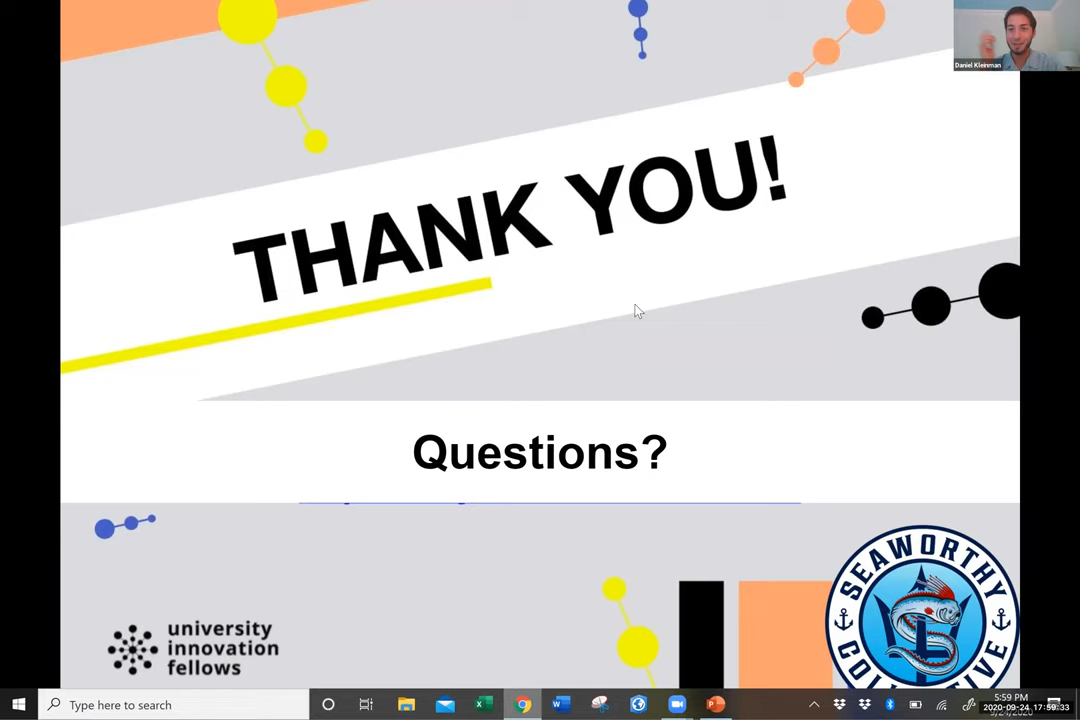 Daniel Kleinman
THANK YOU!
Questions?
university
innovation
fellows
SEAWORTHY
Type here to search
5:59 PM
2020-09-24 17:59:33